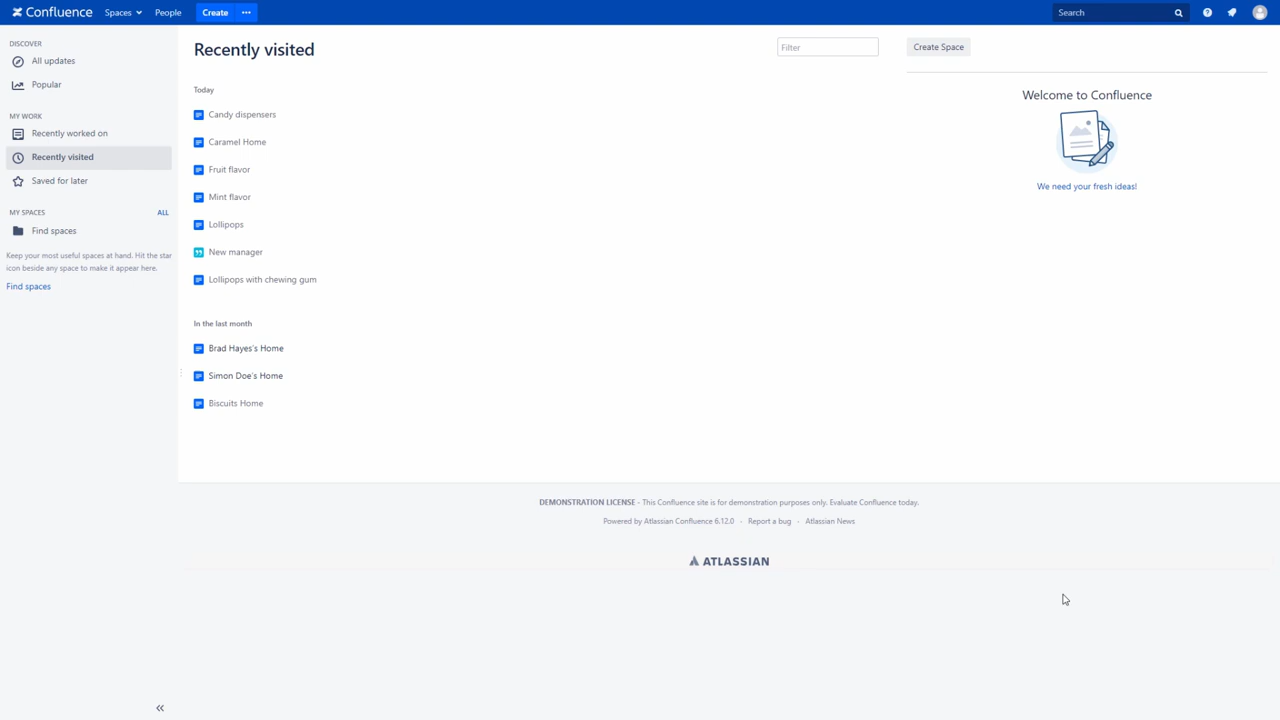 Confluence Spaces People Create ••• Search
DISCOVER
All updates
Popular
MY WORK
Recently worked on
Recently visited
Saved for later
MY SPACES ALL
Find spaces
Keep your most useful spaces at hand. Hit the star
icon beside any space to make it appear here.
Find spaces
Recently visited
Filter
Today
Candy dispensers
Caramel Home
Fruit flavor
Mint flavor
Lollipops
New manager
Lollipops with chewing gum
In the last month
Brad Hayes's Home
Simon Doe's Home
Biscuits Home
Create Space
Welcome to Confluence
We need your fresh ideas!
DEMONSTRATION LICENSE - This Confluence site is for demonstration purposes only. Evaluate Confluence today.
Powered by Atlassian Confluence 6.12.0 · Report a bug · Atlassian News
ATLASSIAN